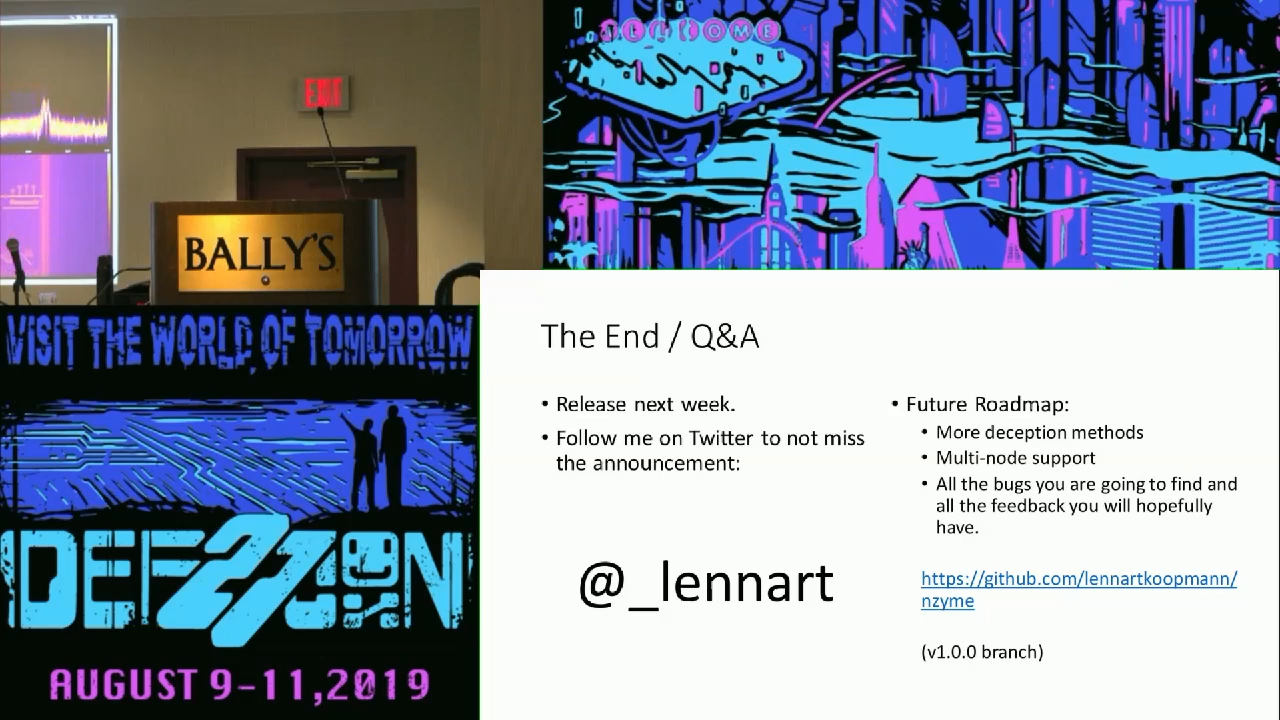 WELCOME
EXIT
BALLY'S
VISIT THE WORLD OF TOMORROW
DEF CON
27
AUGUST 9-11,2019
The End / Q&A
• Release next week.
• Follow me on Twitter to not miss
the announcement:
@_lennart
• Future Roadmap:
• More deception methods
• Multi-node support
• All the bugs you are going to find and
all the feedback you will hopefully
have.
https://github.com/lennartkoopmann/
nzyme
(v1.0.0 branch)